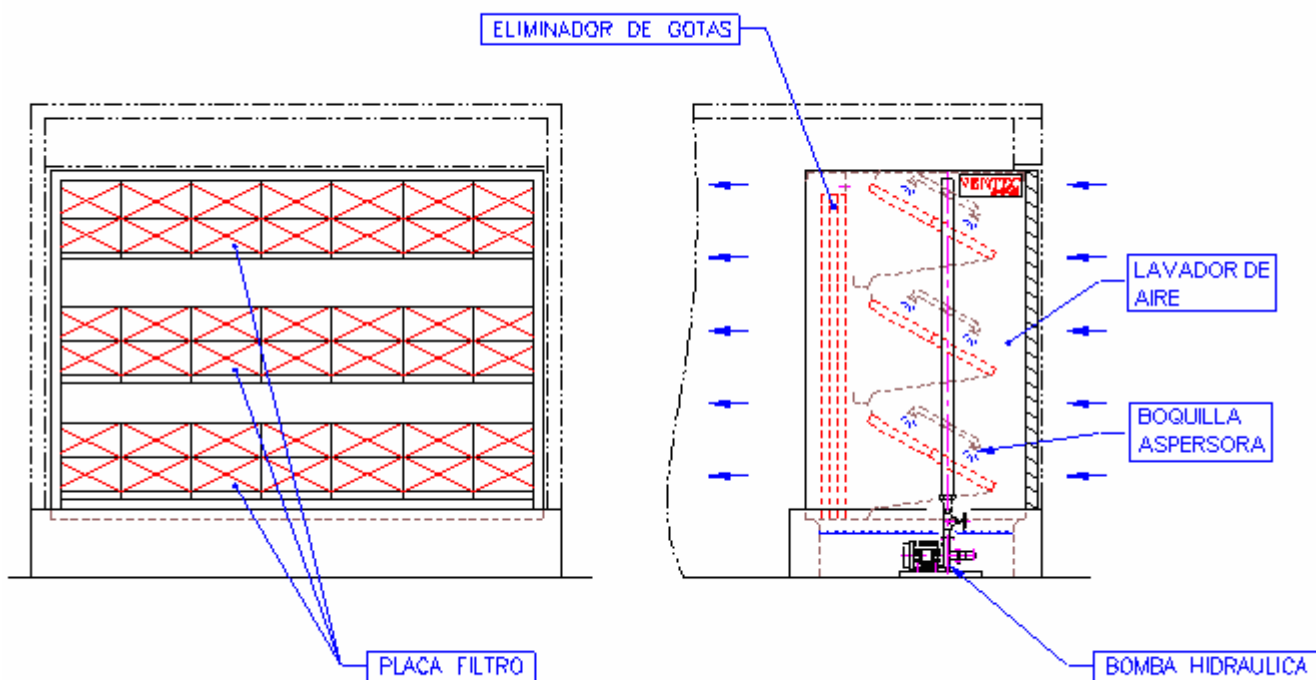 ELIMINADOR DE GOTAS
LAVADOR DE
AIRE
BOQUILLA
ASPERSORA
PLACA FILTRO
BOMBA HIDRAULICA